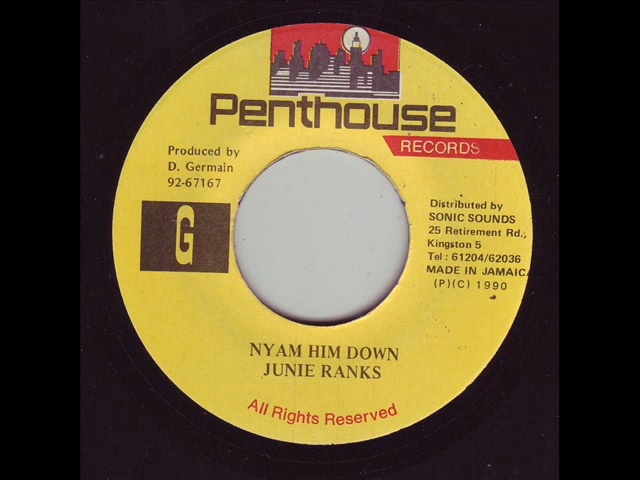 Penthouse
RECORDS
Produced by
D. Germain
92-67167
G
Distributed by
SONIC SOUNDS
25 Retirement Rd.,
Kingston 5
Tel : 61204/62036
MADE IN JAMAICA
(P)(C) 1990
NYAM HIM DOWN
JUNIE RANKS
All Rights Reserved